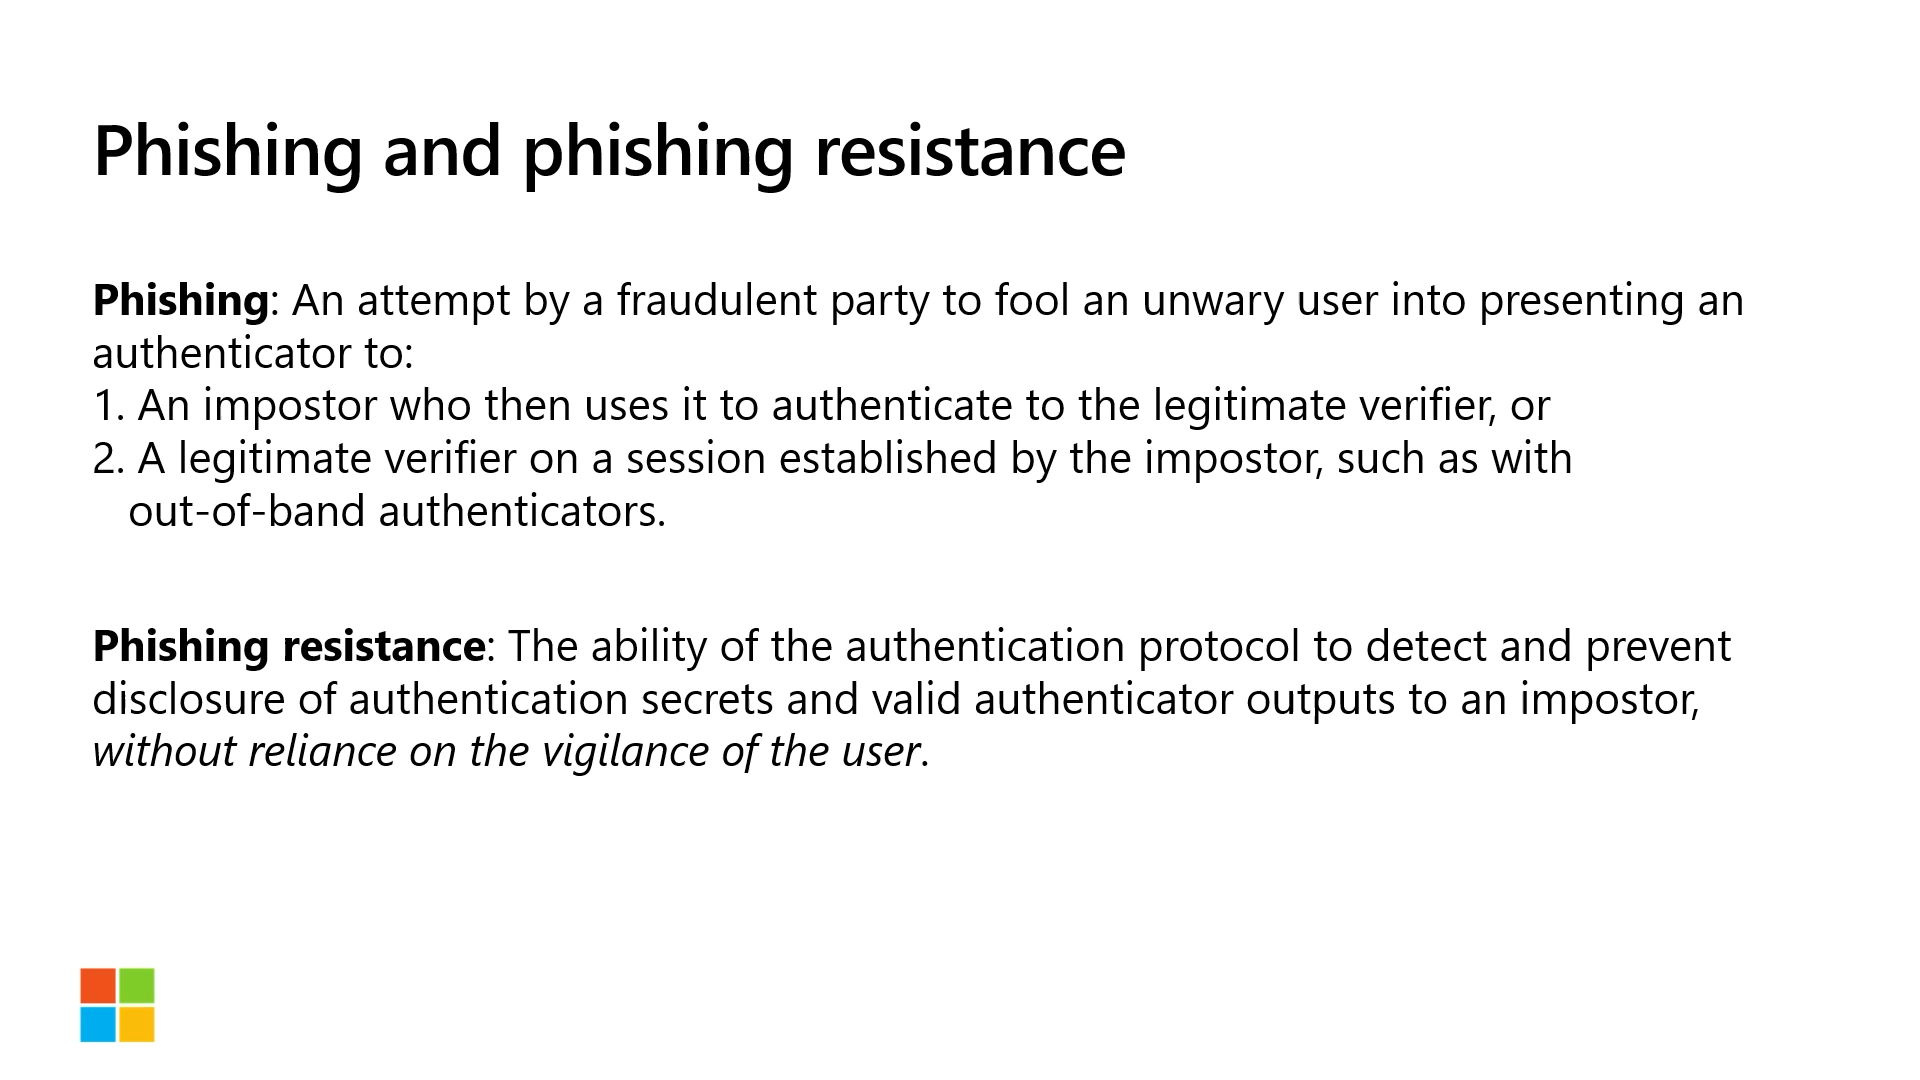 Phishing and phishing resistance
Phishing: An attempt by a fraudulent party to fool an unwary user into presenting an
authenticator to:
1. An impostor who then uses it to authenticate to the legitimate verifier, or
2. A legitimate verifier on a session established by the impostor, such as with
out-of-band authenticators.
Phishing resistance: The ability of the authentication protocol to detect and prevent
disclosure of authentication secrets and valid authenticator outputs to an impostor,
without reliance on the vigilance of the user.